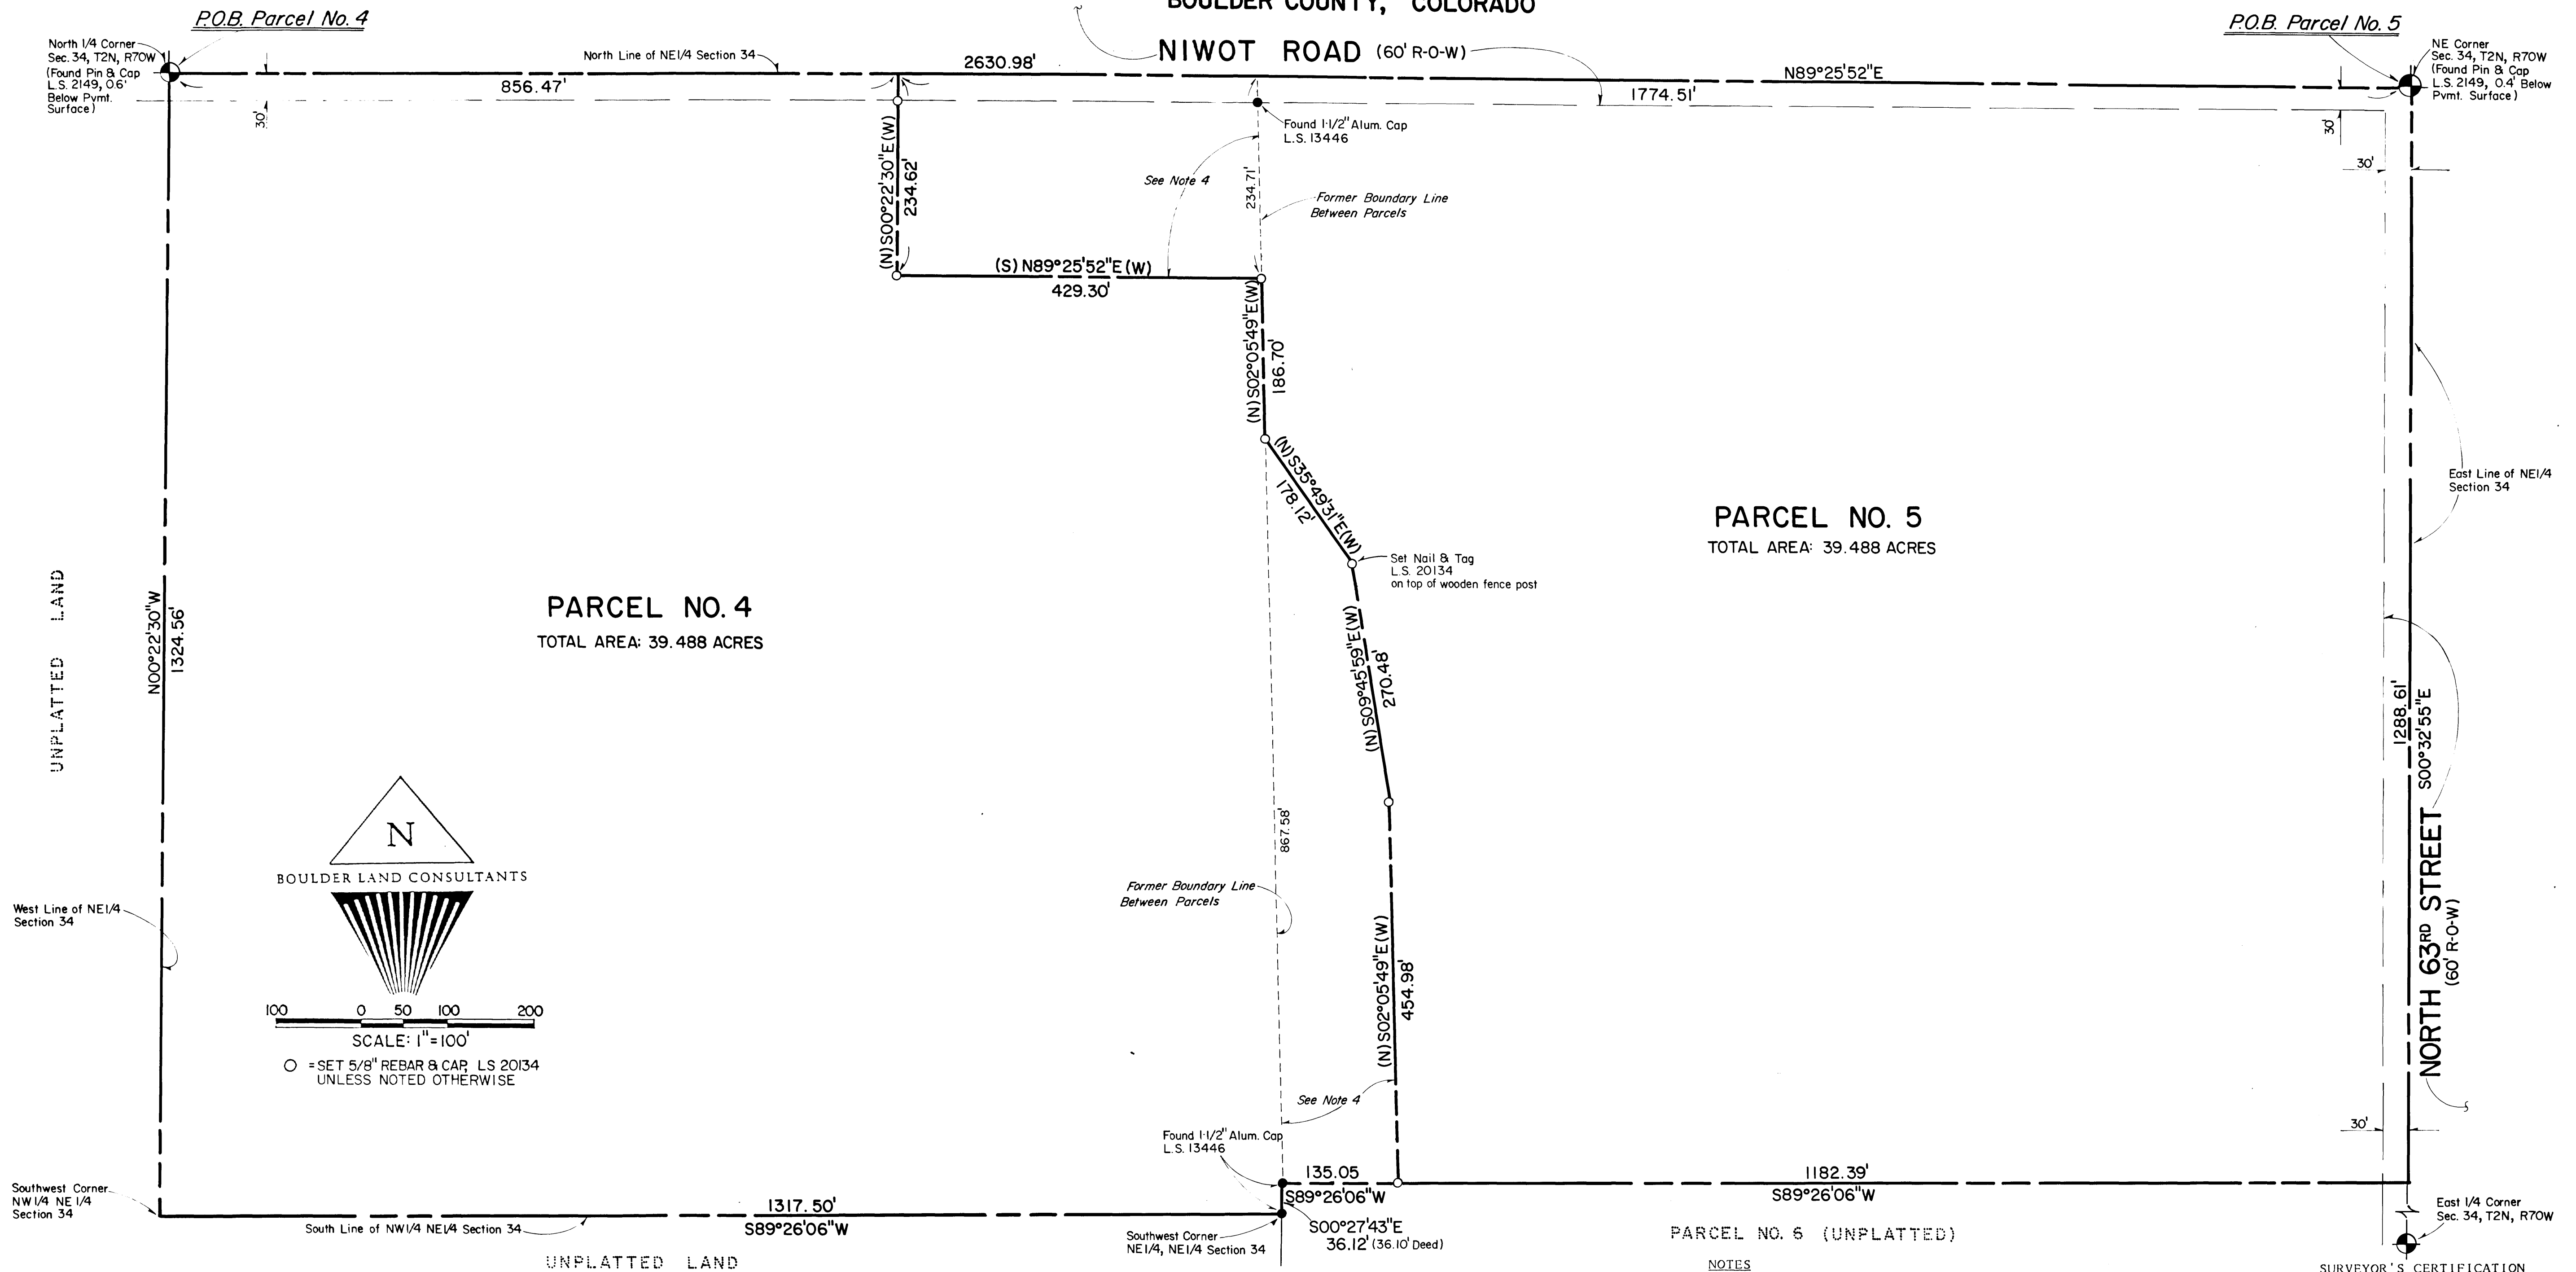 BOULDER COUNTY, COLORADO
P.O.B. Parcel No. 4
P.O.B. Parcel No. 5
North 1/4 Corner
Sec. 34, T2N, R70W
(Found Pin & Cap
L.S. 2149, 0.6'
Below Pvmt.
Surface)
North Line of NE1/4 Section 34
2630.98'
NIWOT ROAD (60' R-O-W)
N89°25'52"E
NE Corner
Sec. 34, T2N, R70W
(Found Pin & Cap
L.S. 2149, 0.4' Below
Pvmt. Surface)
856.47'
1774.51'
30'
30'
30'
Found 1-1/2" Alum. Cap
L.S. 13446
(N)S00°22'30"E(W)
234.62'
See Note 4
234.71'
Former Boundary Line
Between Parcels
(S) N89°25'52"E(W)
429.30'
(N)S02°05'49"E(W)
186.70'
(N)S35°49'31"E(W)
178.12'
East Line of NE1/4
Section 34
PARCEL NO. 5
TOTAL AREA: 39.488 ACRES
Set Nail & Tag
L.S. 20134
on top of wooden fence post
PARCEL NO. 4
TOTAL AREA: 39.488 ACRES
UNPLATTED LAND
N00°22'30"W
1324.56'
(N)S09°45'59"E(W)
270.48'
1288.61'
S00°32'55"E
N
BOULDER LAND CONSULTANTS
867.58'
Former Boundary Line
Between Parcels
West Line of NE1/4
Section 34
(N)S02°05'49"E(W)
454.98'
NORTH 63RD STREET
(60' R-O-W)
100 0 50 100 200
SCALE: 1"=100'
=SET 5/8" REBAR & CAP, LS 20134
UNLESS NOTED OTHERWISE
See Note 4
30'
Found 1-1/2" Alum. Cap
L.S. 13446
135.05
S89°26'06"W
1182.39'
S89°26'06"W
Southwest Corner
NW1/4 NE1/4
Section 34
1317.50'
S89°26'06"W
South Line of NW1/4 NE1/4 Section 34
Southwest Corner
NE1/4, NE1/4 Section 34
S00°27'43"E
36.12' (36.10' Deed)
East 1/4 Corner
Sec. 34, T2N, R70W
PARCEL NO. 6 (UNPLATTED)
UNPLATTED LAND
NOTES
SURVEYOR'S CERTIFICATION